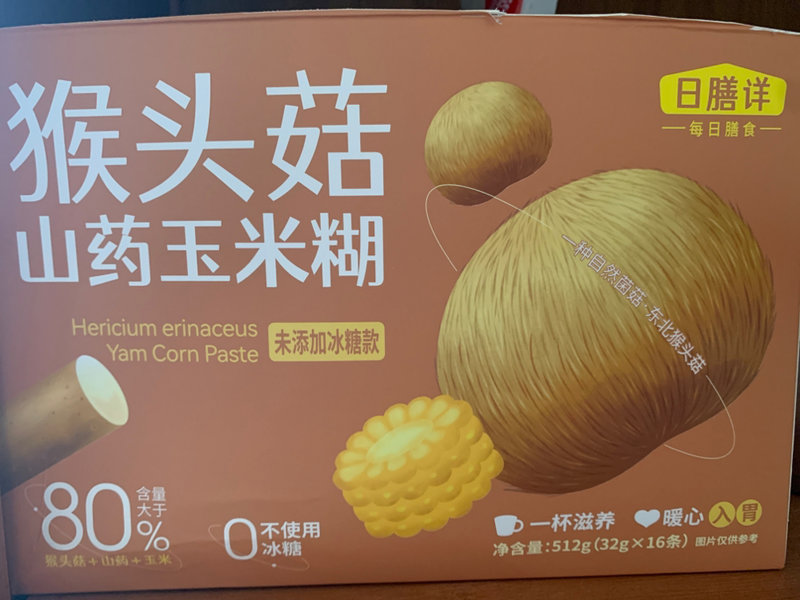 日膳详
每日膳食
猴头菇
山药玉米糊
Hericium erinaceus
Yam Corn Paste
未添加冰糖款
一种自然菌菇·东北猴头菇
80%
含量
大于
猴头菇+山药+玉米
0
不使用
冰糖
一杯滋养
暖心入胃
净含量:512g(32g×16条)
图片仅供参考